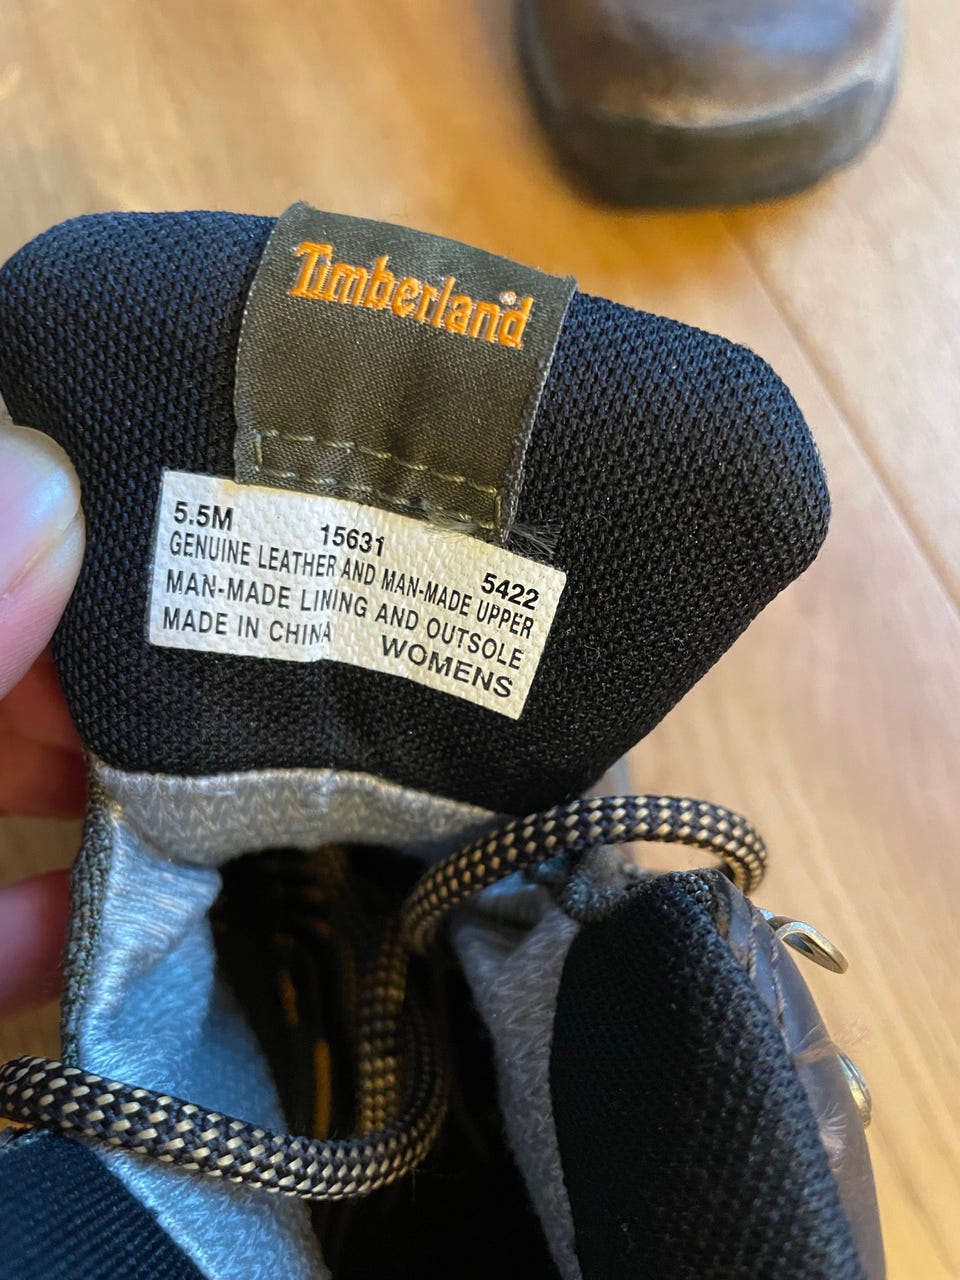 Timberland®
5.5M 15631 5422
GENUINE LEATHER AND MAN-MADE UPPER
MAN-MADE LINING AND OUTSOLE
MADE IN CHINA WOMENS